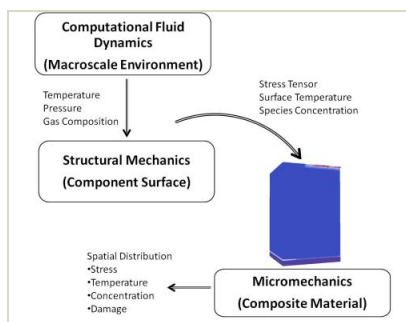 Computational Fluid
Dynamics
(Macroscale Environment)
Temperature
Pressure
Gas Composition
Stress Tensor
Surface Temperature
Species Concentration
Structural Mechanics
(Component Surface)
Spatial Distribution
•Stress
•Temperature
•Concentration
•Damage
Micromechanics
(Composite Material)